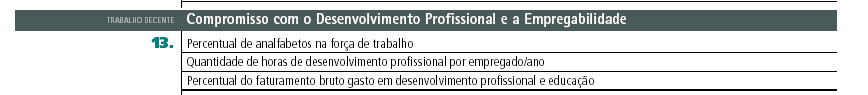 TRABALHO DECENTE Compromisso com o Desenvolvimento Profissional e a Empregabilidade
13. Percentual de analfabetos na força de trabalho
Quantidade de horas de desenvolvimento profissional por empregado/ano
Percentual do faturamento bruto gasto em desenvolvimento profissional e educação